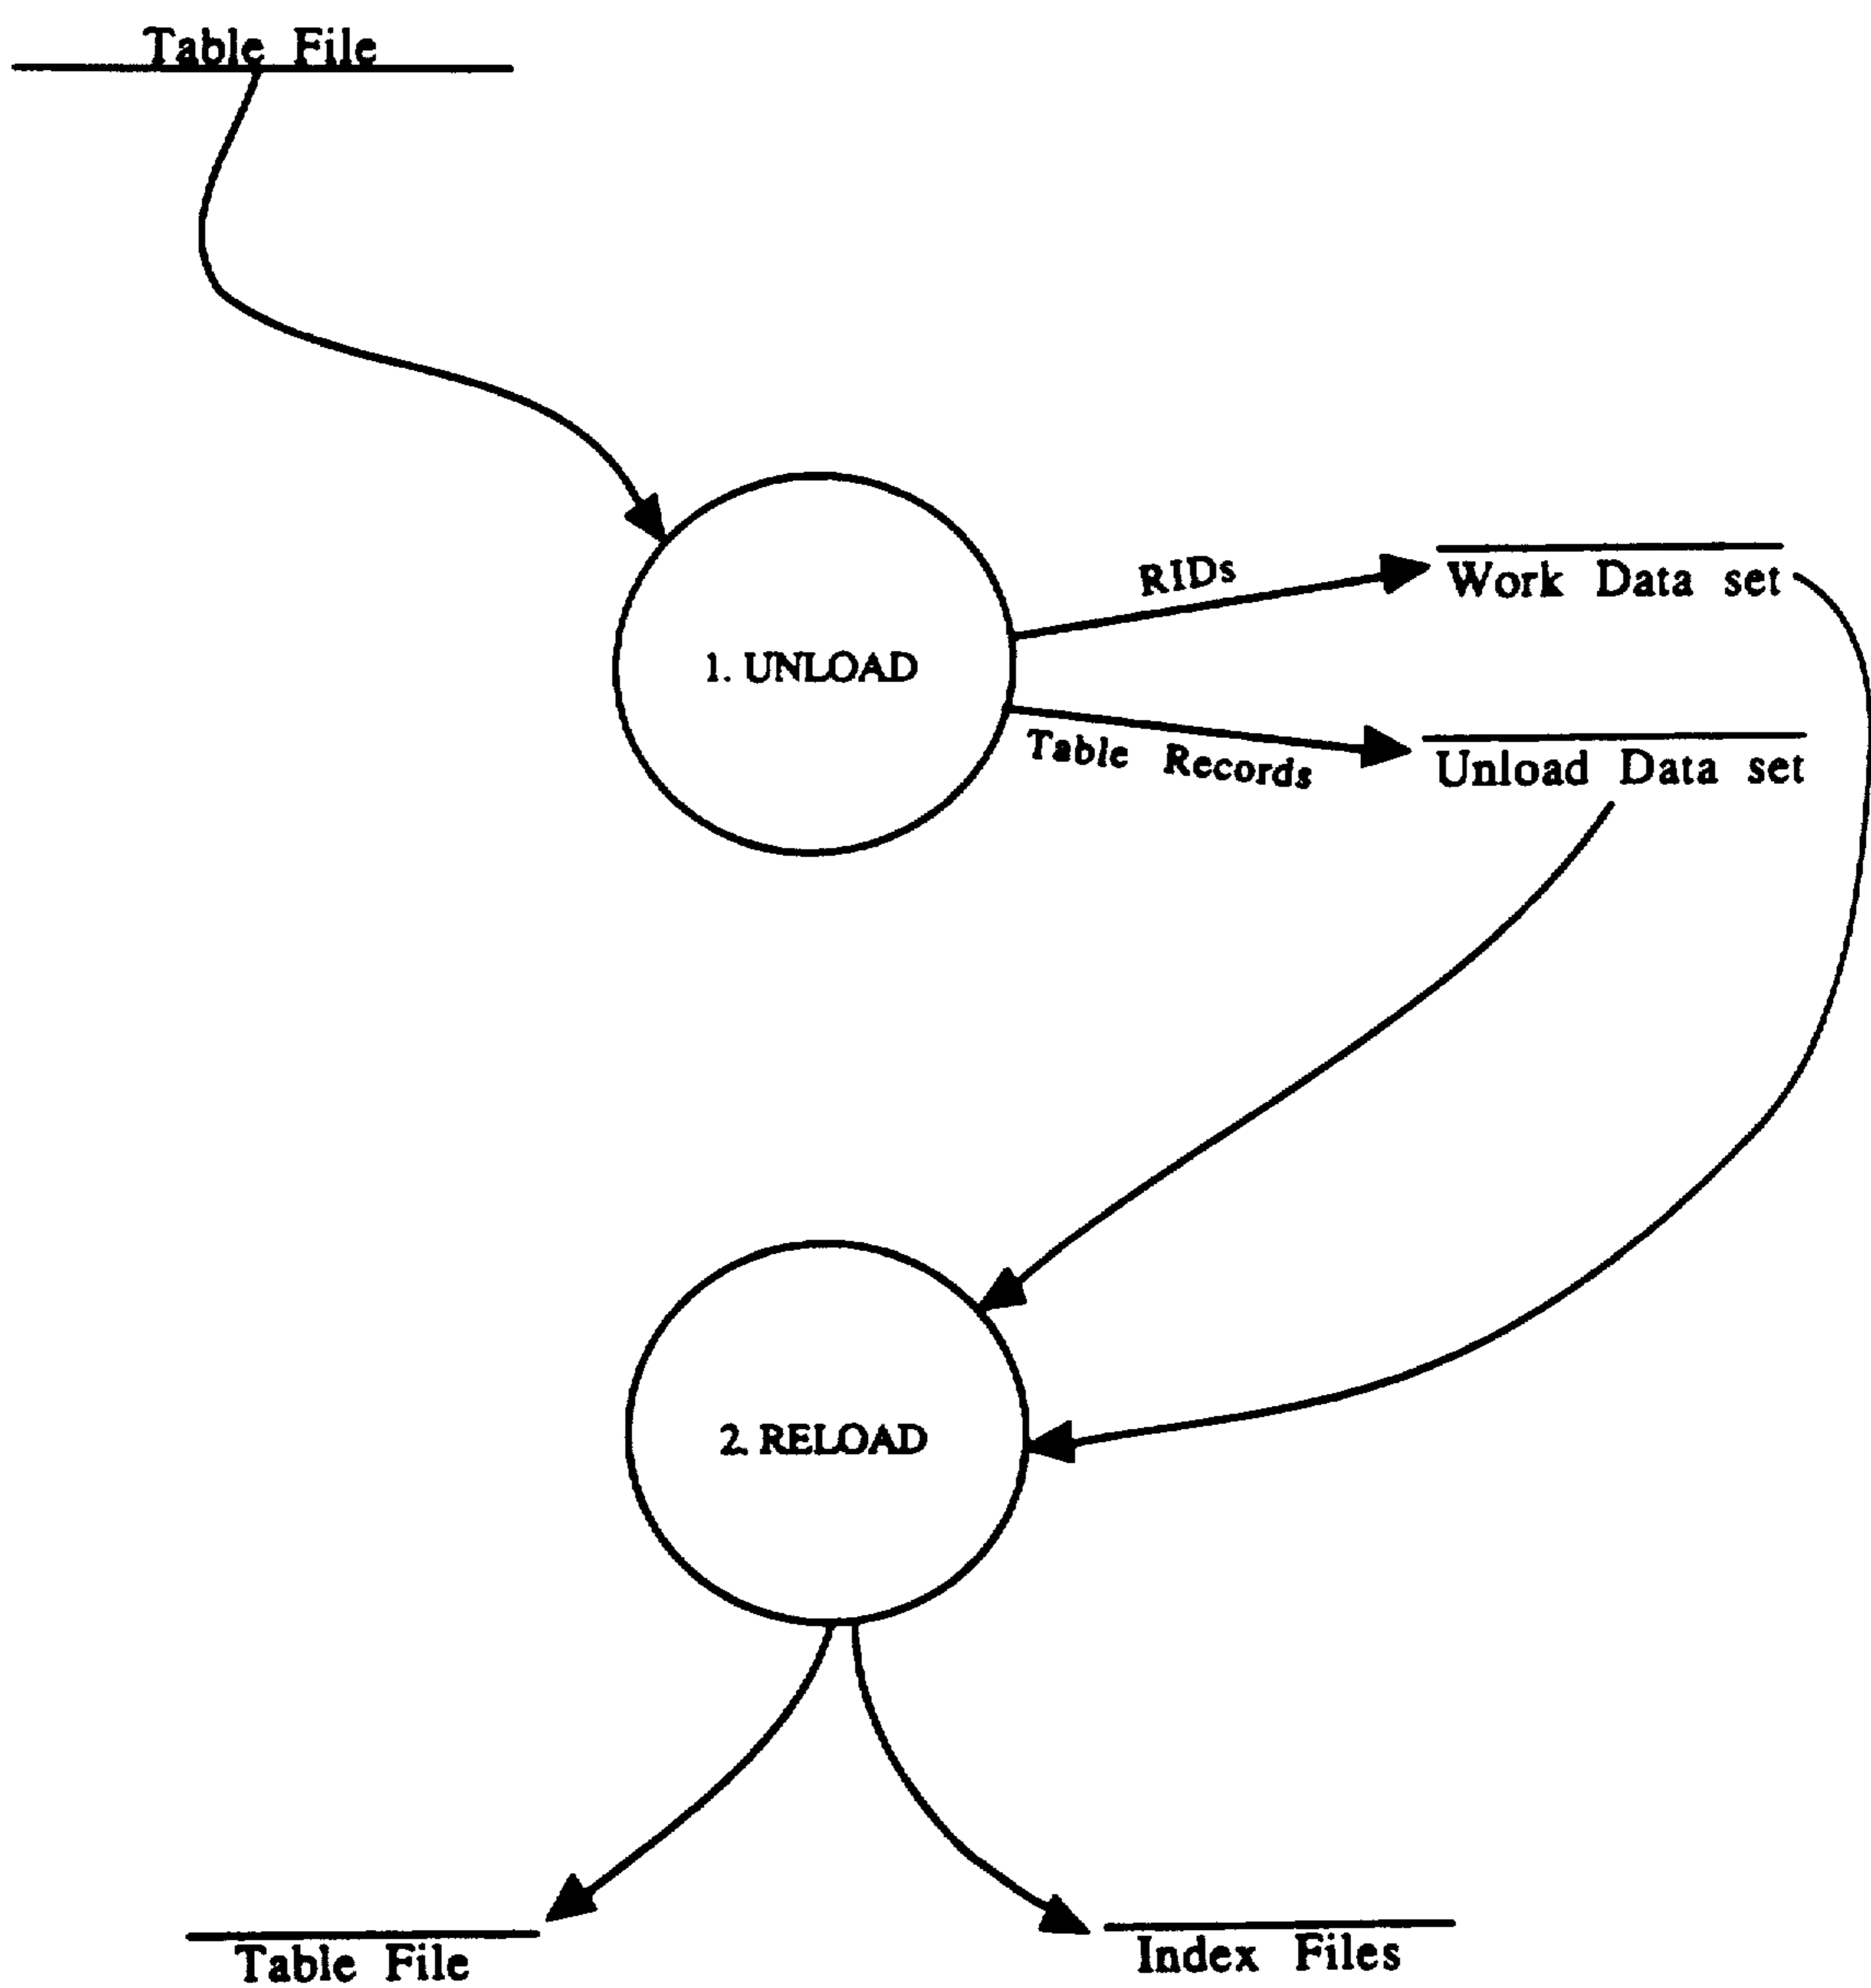 Table File
1. UNLOAD
RIDs
Work Data set
Table Records
Unload Data set
2. RELOAD
Table File
Index Files